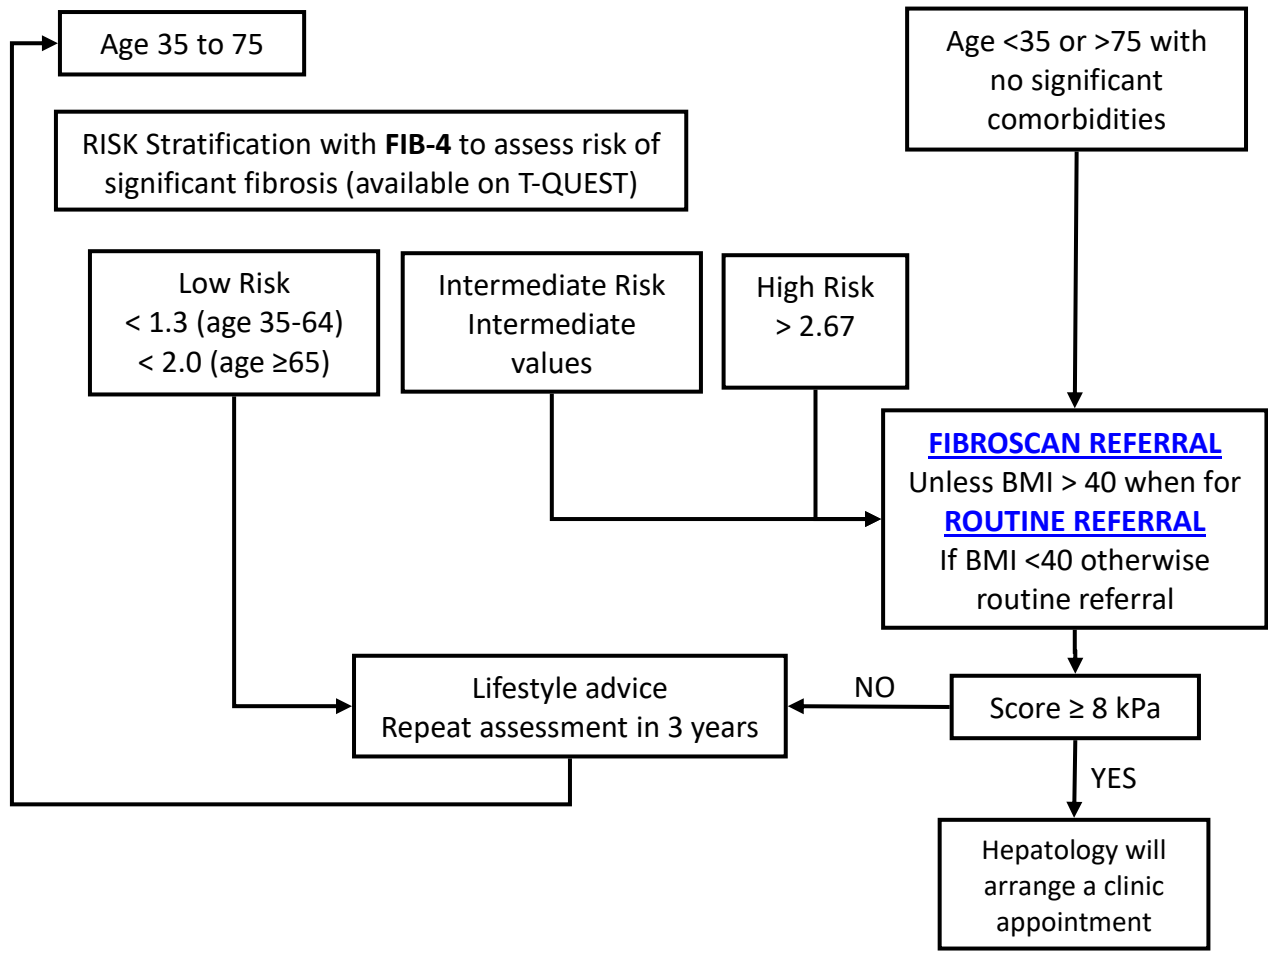 Age 35 to 75
Age <35 or >75 with
no significant
comorbidities
RISK Stratification with FIB-4 to assess risk of
significant fibrosis (available on T-QUEST)
Low Risk
< 1.3 (age 35-64)
< 2.0 (age ≥65)
Intermediate Risk
Intermediate
values
High Risk
> 2.67
FIBROSCAN REFERRAL
Unless BMI > 40 when for
ROUTINE REFERRAL
If BMI <40 otherwise
routine referral
Lifestyle advice
Repeat assessment in 3 years
NO
Score ≥ 8 kPa
YES
Hepatology will
arrange a clinic
appointment